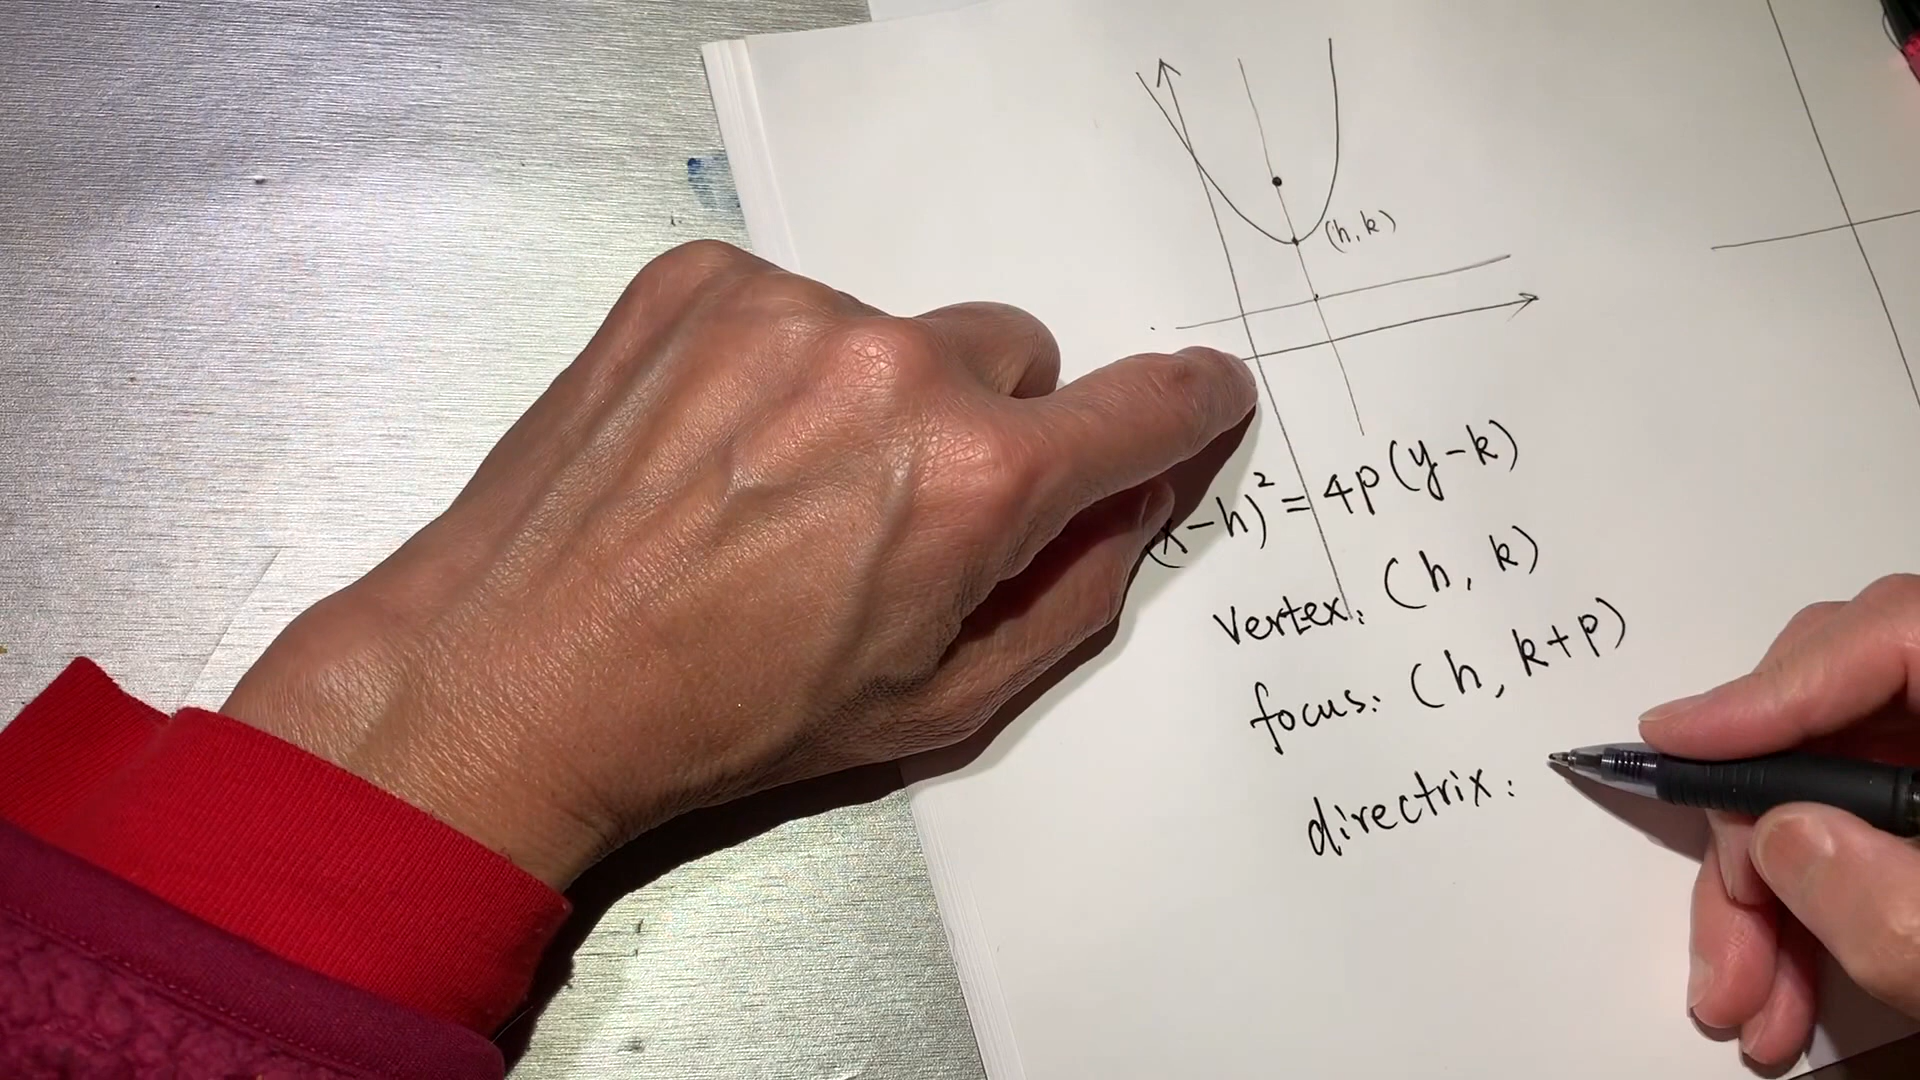 (h, k)
(x-h)² = 4p(y-k)
Vertex: (h, k)
focus: (h, k+p)
directrix: